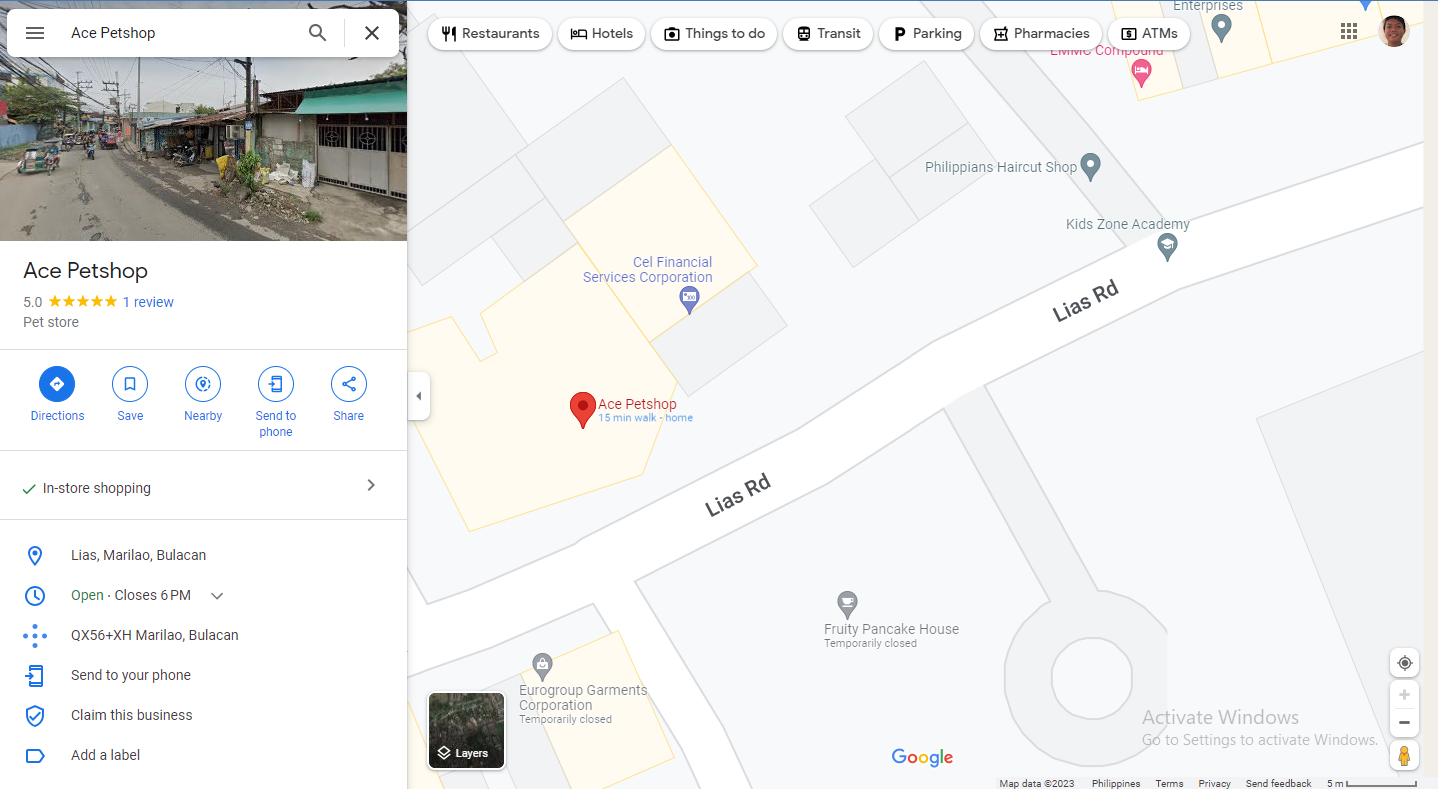 Ace Petshop
Restaurants
Hotels
Things to do
Transit
Parking
Pharmacies
ATMs
Ace Petshop
5.0
1 review
Pet store
Directions
Save
Nearby
Send to
phone
Share
In-store shopping
Lias, Marilao, Bulacan
Open · Closes 6 PM
QX56+XH Marilao, Bulacan
Send to your phone
Claim this business
Add a label
Enterprises
EMMC Compound
Philippians Haircut Shop
Kids Zone Academy
Cel Financial
Services Corporation
Lias Rd
Ace Petshop
15 min walk - home
Lias Rd
Fruity Pancake House
Temporarily closed
Eurogroup Garments
Corporation
Temporarily closed
Layers
Google
Activate Windows
Go to Settings to activate Windows.
Map data ©2023
Philippines
Terms
Privacy
Send feedback
5 m